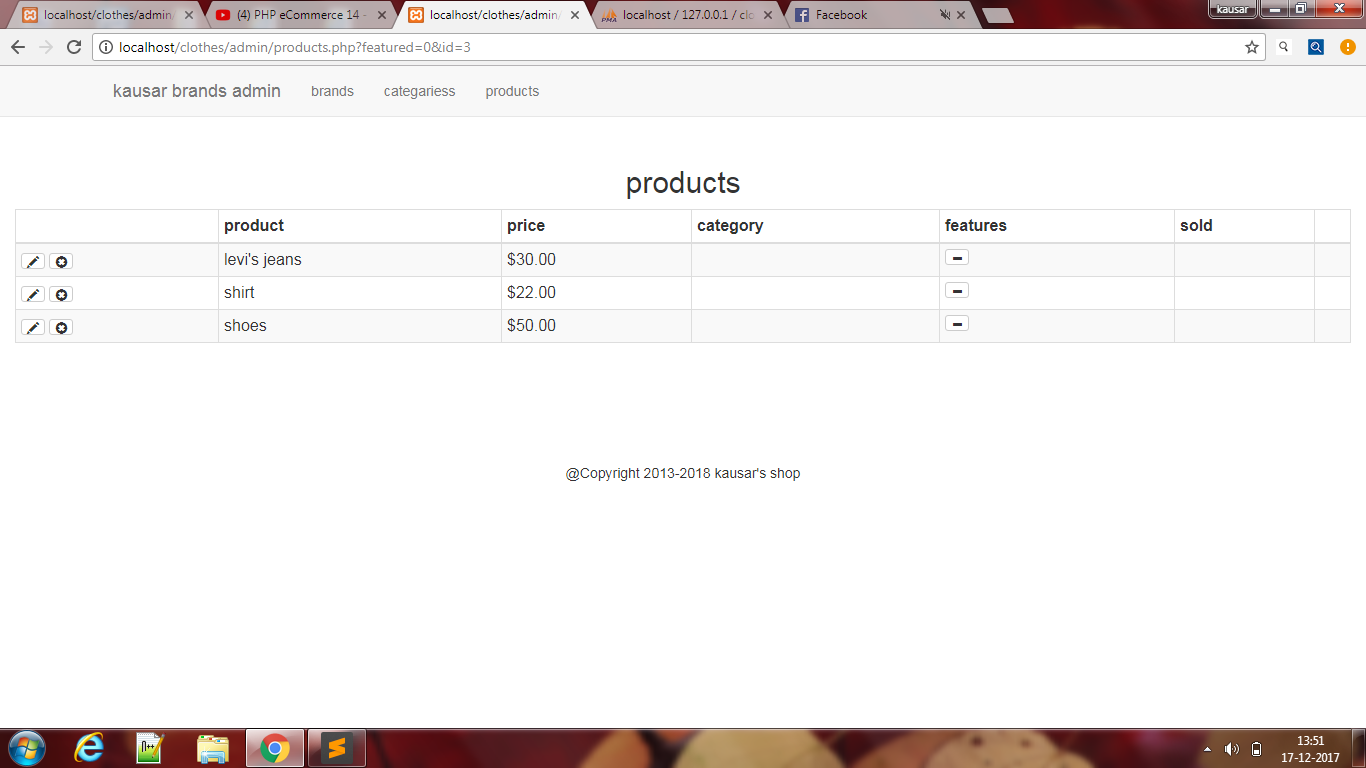 localhost/clothes/admin
(4) PHP eCommerce 14 -
localhost/clothes/admin/
localhost / 127.0.0.1 / clo
Facebook
kausar
localhost/clothes/admin/products.php?featured=0&id=3
kausar brands admin brands categariess products
products
product price category features sold
levi's jeans $30.00
shirt $22.00
shoes $50.00
@Copyright 2013-2018 kausar's shop
13:51
17-12-2017